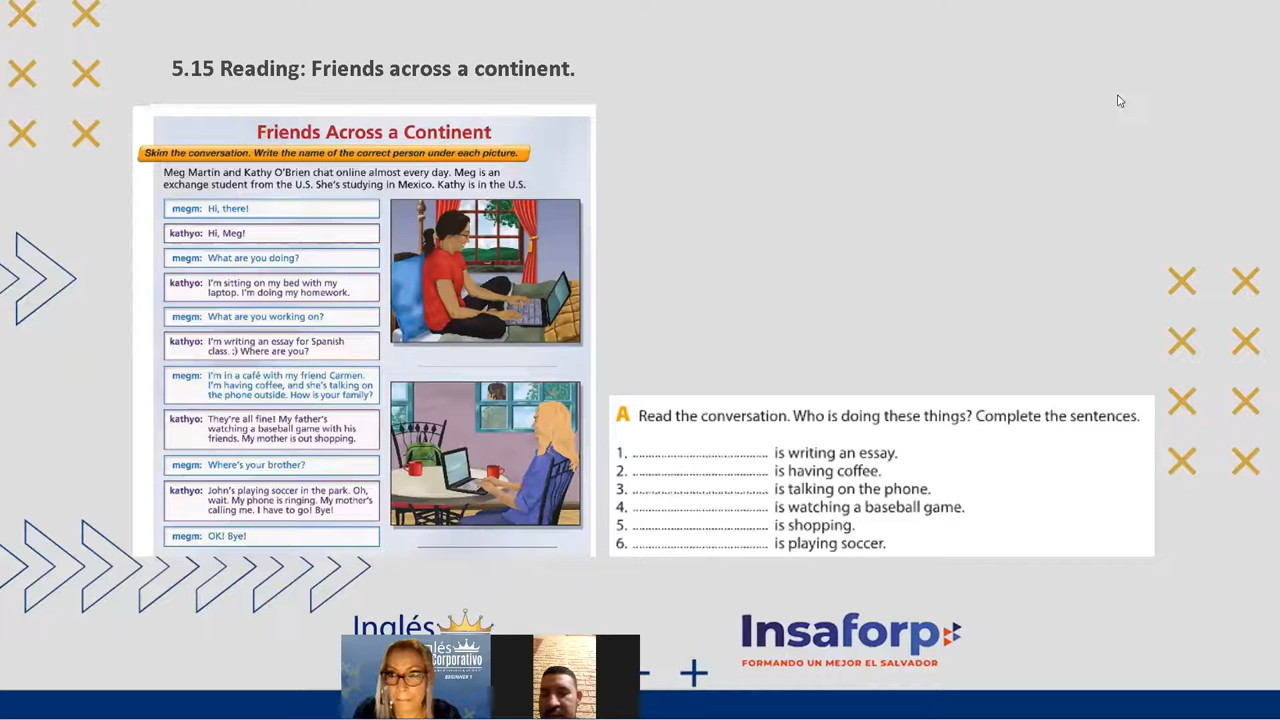 5.15 Reading: Friends across a continent.
Friends Across a Continent
Skim the conversation. Write the name of the correct person under each picture.
Meg Martin and Kathy O'Brien chat online almost every day. Meg is an
exchange student from the U.S. She's studying in Mexico. Kathy is in the U.S.
megm: Hi, there!
kathyo: Hi, Meg!
megm: What are you doing?
kathyo: I'm sitting on my bed with my
laptop. I'm doing my homework.
megm: What are you working on?
kathyo: I'm writing an essay for Spanish
class. :) Where are you?
megm: I'm in a café with my friend Carmen.
I'm having coffee, and she's talking on
the phone outside. How is your family?
kathyo: They're all fine! My father's
watching a baseball game with his
friends. My mother is out shopping.
megm: Where's your brother?
kathyo: John's playing soccer in the park. Oh,
wait. My phone is ringing. My mother's
calling me. I have to go! Bye!
megm: OK! Bye!
A Read the conversation. Who is doing these things? Complete the sentences.
1. is writing an essay.
2. is having coffee.
3. is talking on the phone.
4. is watching a baseball game.
5. is shopping.
6. is playing soccer.
Inglés
Insaforp
FORMANDO UN MEJOR EL SALVADOR
glés
Corporativo
BEGINNER 1